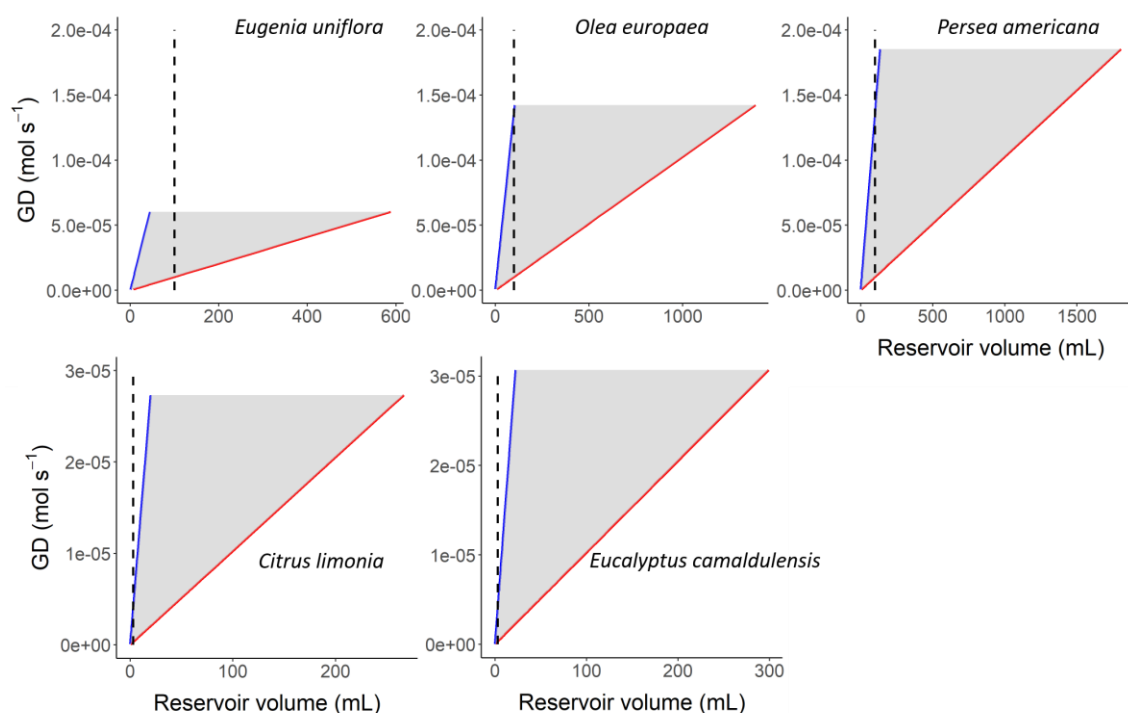 Eugenia uniflora
Olea europaea
Persea americana
GD (mol s⁻¹)
2.0e-04
1.5e-04
1.0e-04
5.0e-05
0.0e+00
0 200 400 600
2.0e-04
1.5e-04
1.0e-04
5.0e-05
0.0e+00
0 500 1000
2.0e-04
1.5e-04
1.0e-04
5.0e-05
0.0e+00
0 500 1000 1500
Reservoir volume (mL)
GD (mol s⁻¹)
3e-05
2e-05
1e-05
0e+00
Citrus limonia
0 100 200
Reservoir volume (mL)
3e-05
2e-05
1e-05
0e+00
Eucalyptus camaldulensis
0 100 200 300
Reservoir volume (mL)